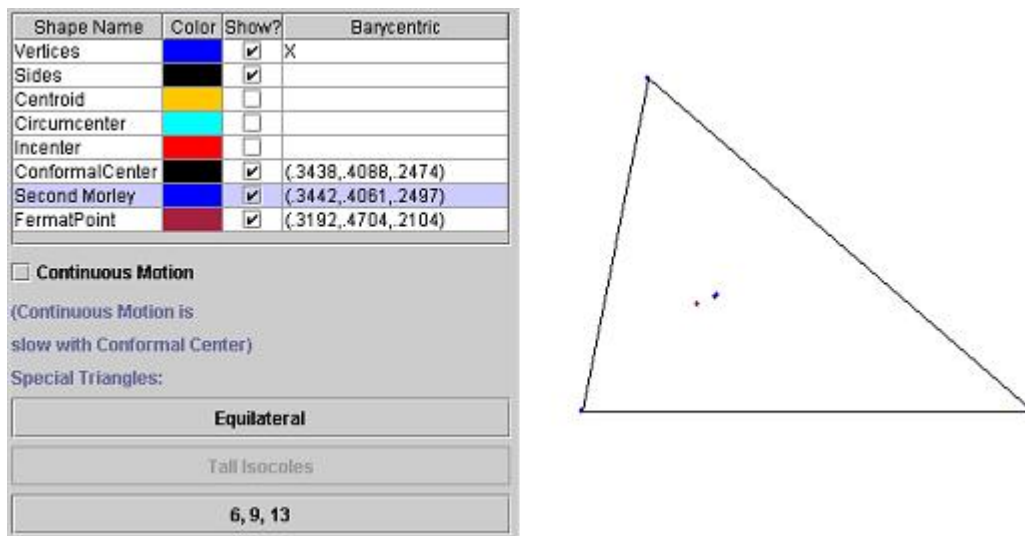 Shape Name Color Show? Barycentric
Vertices X
Sides
Centroid
Circumcenter
Incenter
ConformalCenter (.3438,.4088,.2474)
Second Morley (.3442,.4061,.2497)
FermatPoint (.3192,.4704,.2104)
Continuous Motion
(Continuous Motion is
slow with Conformal Center)
Special Triangles:
Equilateral
Tall Isocoles
6, 9, 13